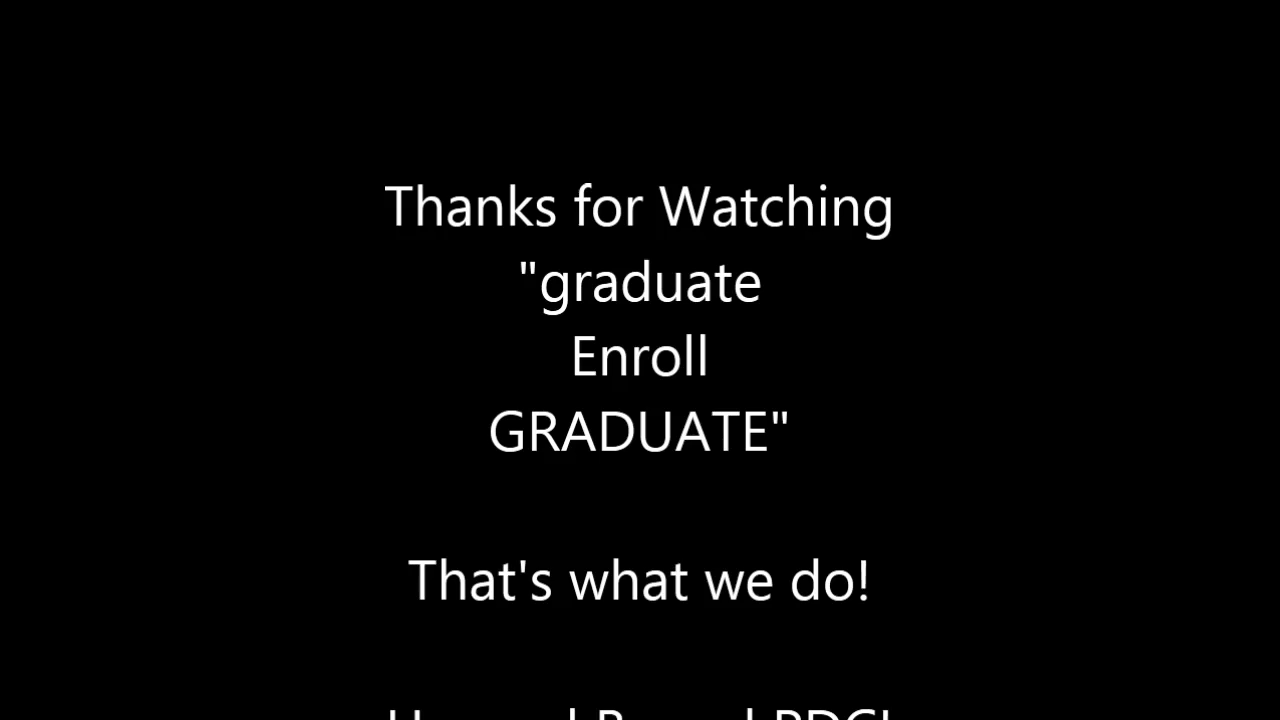 Thanks for Watching
"graduate
Enroll
GRADUATE"
That's what we do!